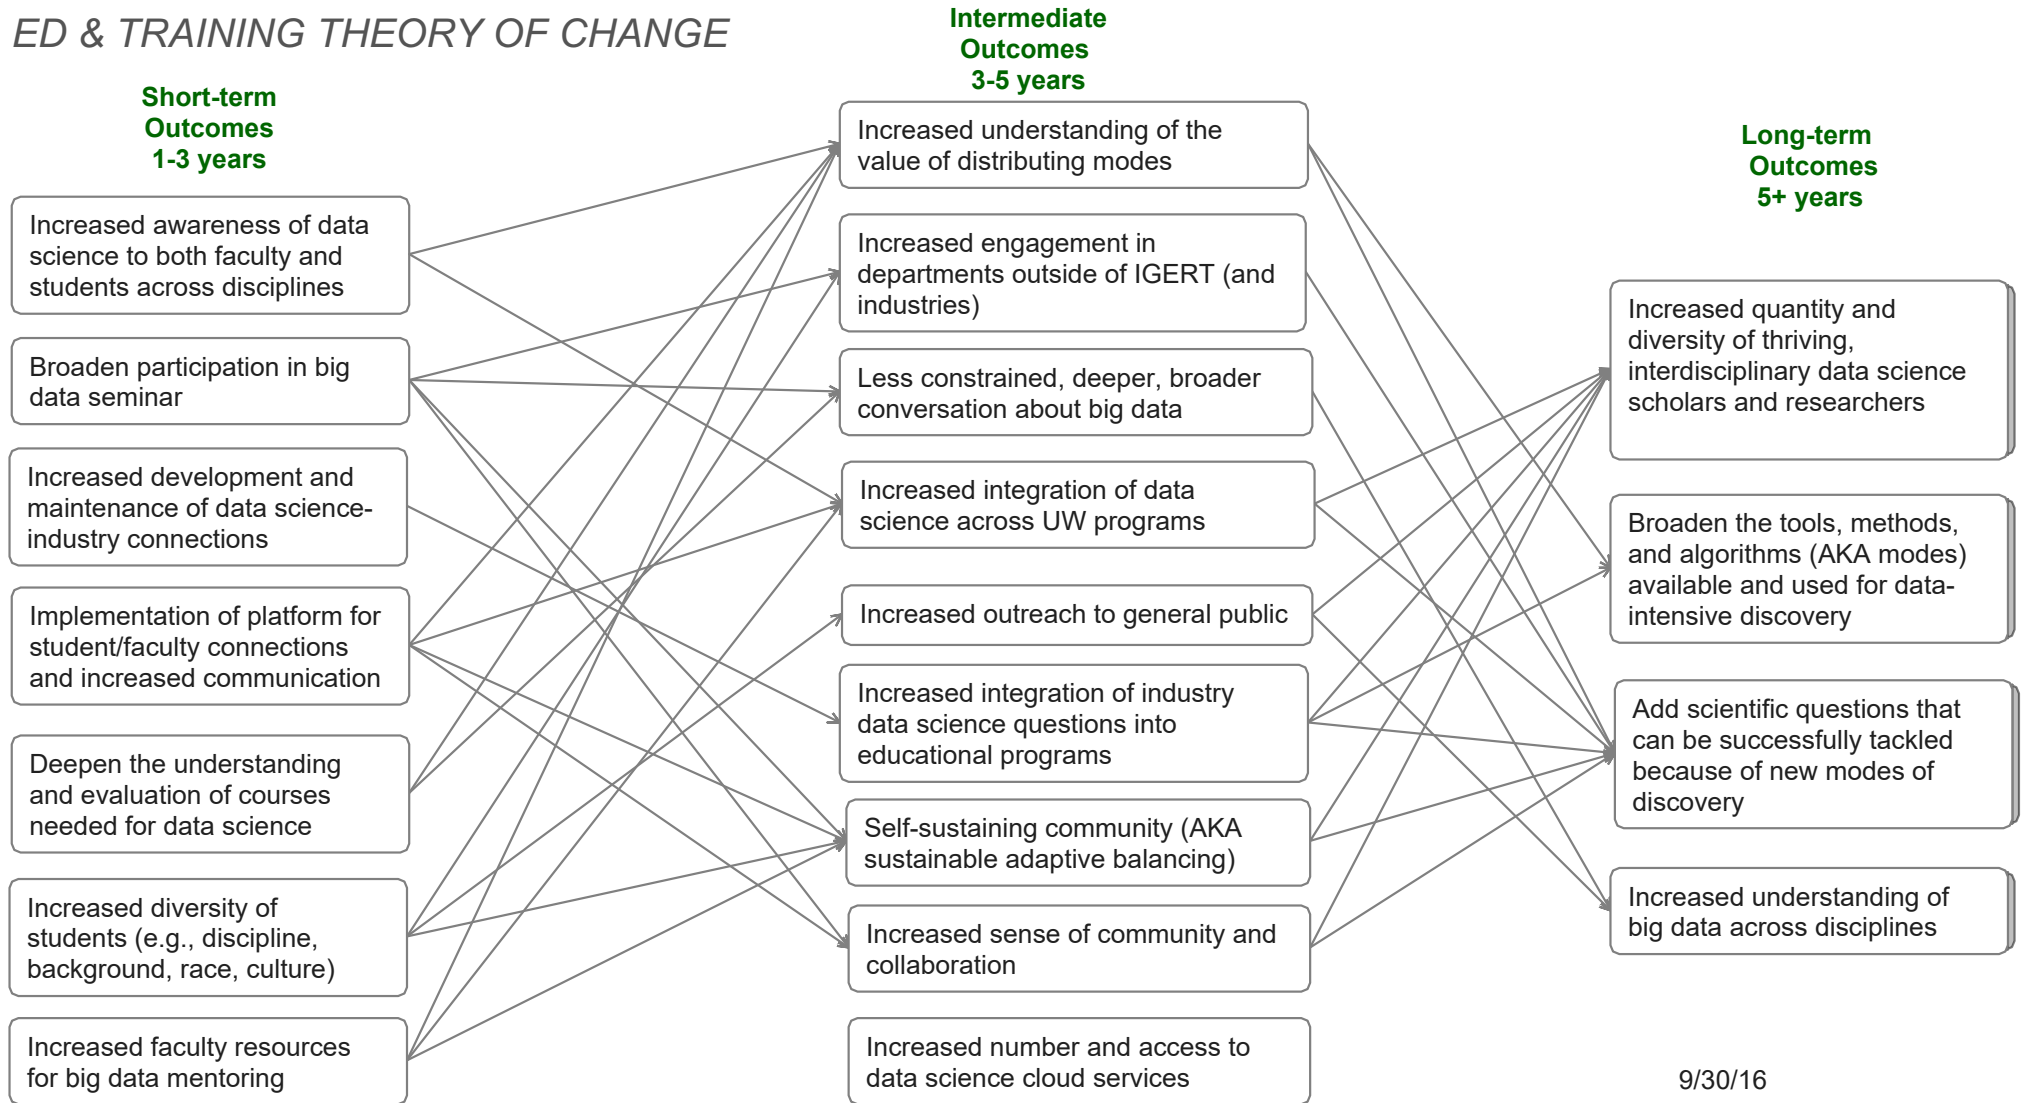 ED & TRAINING THEORY OF CHANGE
Short-term
Outcomes
1-3 years
Increased awareness of data
science to both faculty and
students across disciplines
Broaden participation in big
data seminar
Increased development and
maintenance of data science-
industry connections
Implementation of platform for
student/faculty connections
and increased communication
Deepen the understanding
and evaluation of courses
needed for data science
Increased diversity of
students (e.g., discipline,
background, race, culture)
Increased faculty resources
for big data mentoring
Intermediate
Outcomes
3-5 years
Increased understanding of the
value of distributing modes
Increased engagement in
departments outside of IGERT (and
industries)
Less constrained, deeper, broader
conversation about big data
Increased integration of data
science across UW programs
Increased outreach to general public
Increased integration of industry
data science questions into
educational programs
Self-sustaining community (AKA
sustainable adaptive balancing)
Increased sense of community and
collaboration
Increased number and access to
data science cloud services
Long-term
Outcomes
5+ years
Increased quantity and
diversity of thriving,
interdisciplinary data science
scholars and researchers
Broaden the tools, methods,
and algorithms (AKA modes)
available and used for data-
intensive discovery
Add scientific questions that
can be successfully tackled
because of new modes of
discovery
Increased understanding of
big data across disciplines
9/30/16